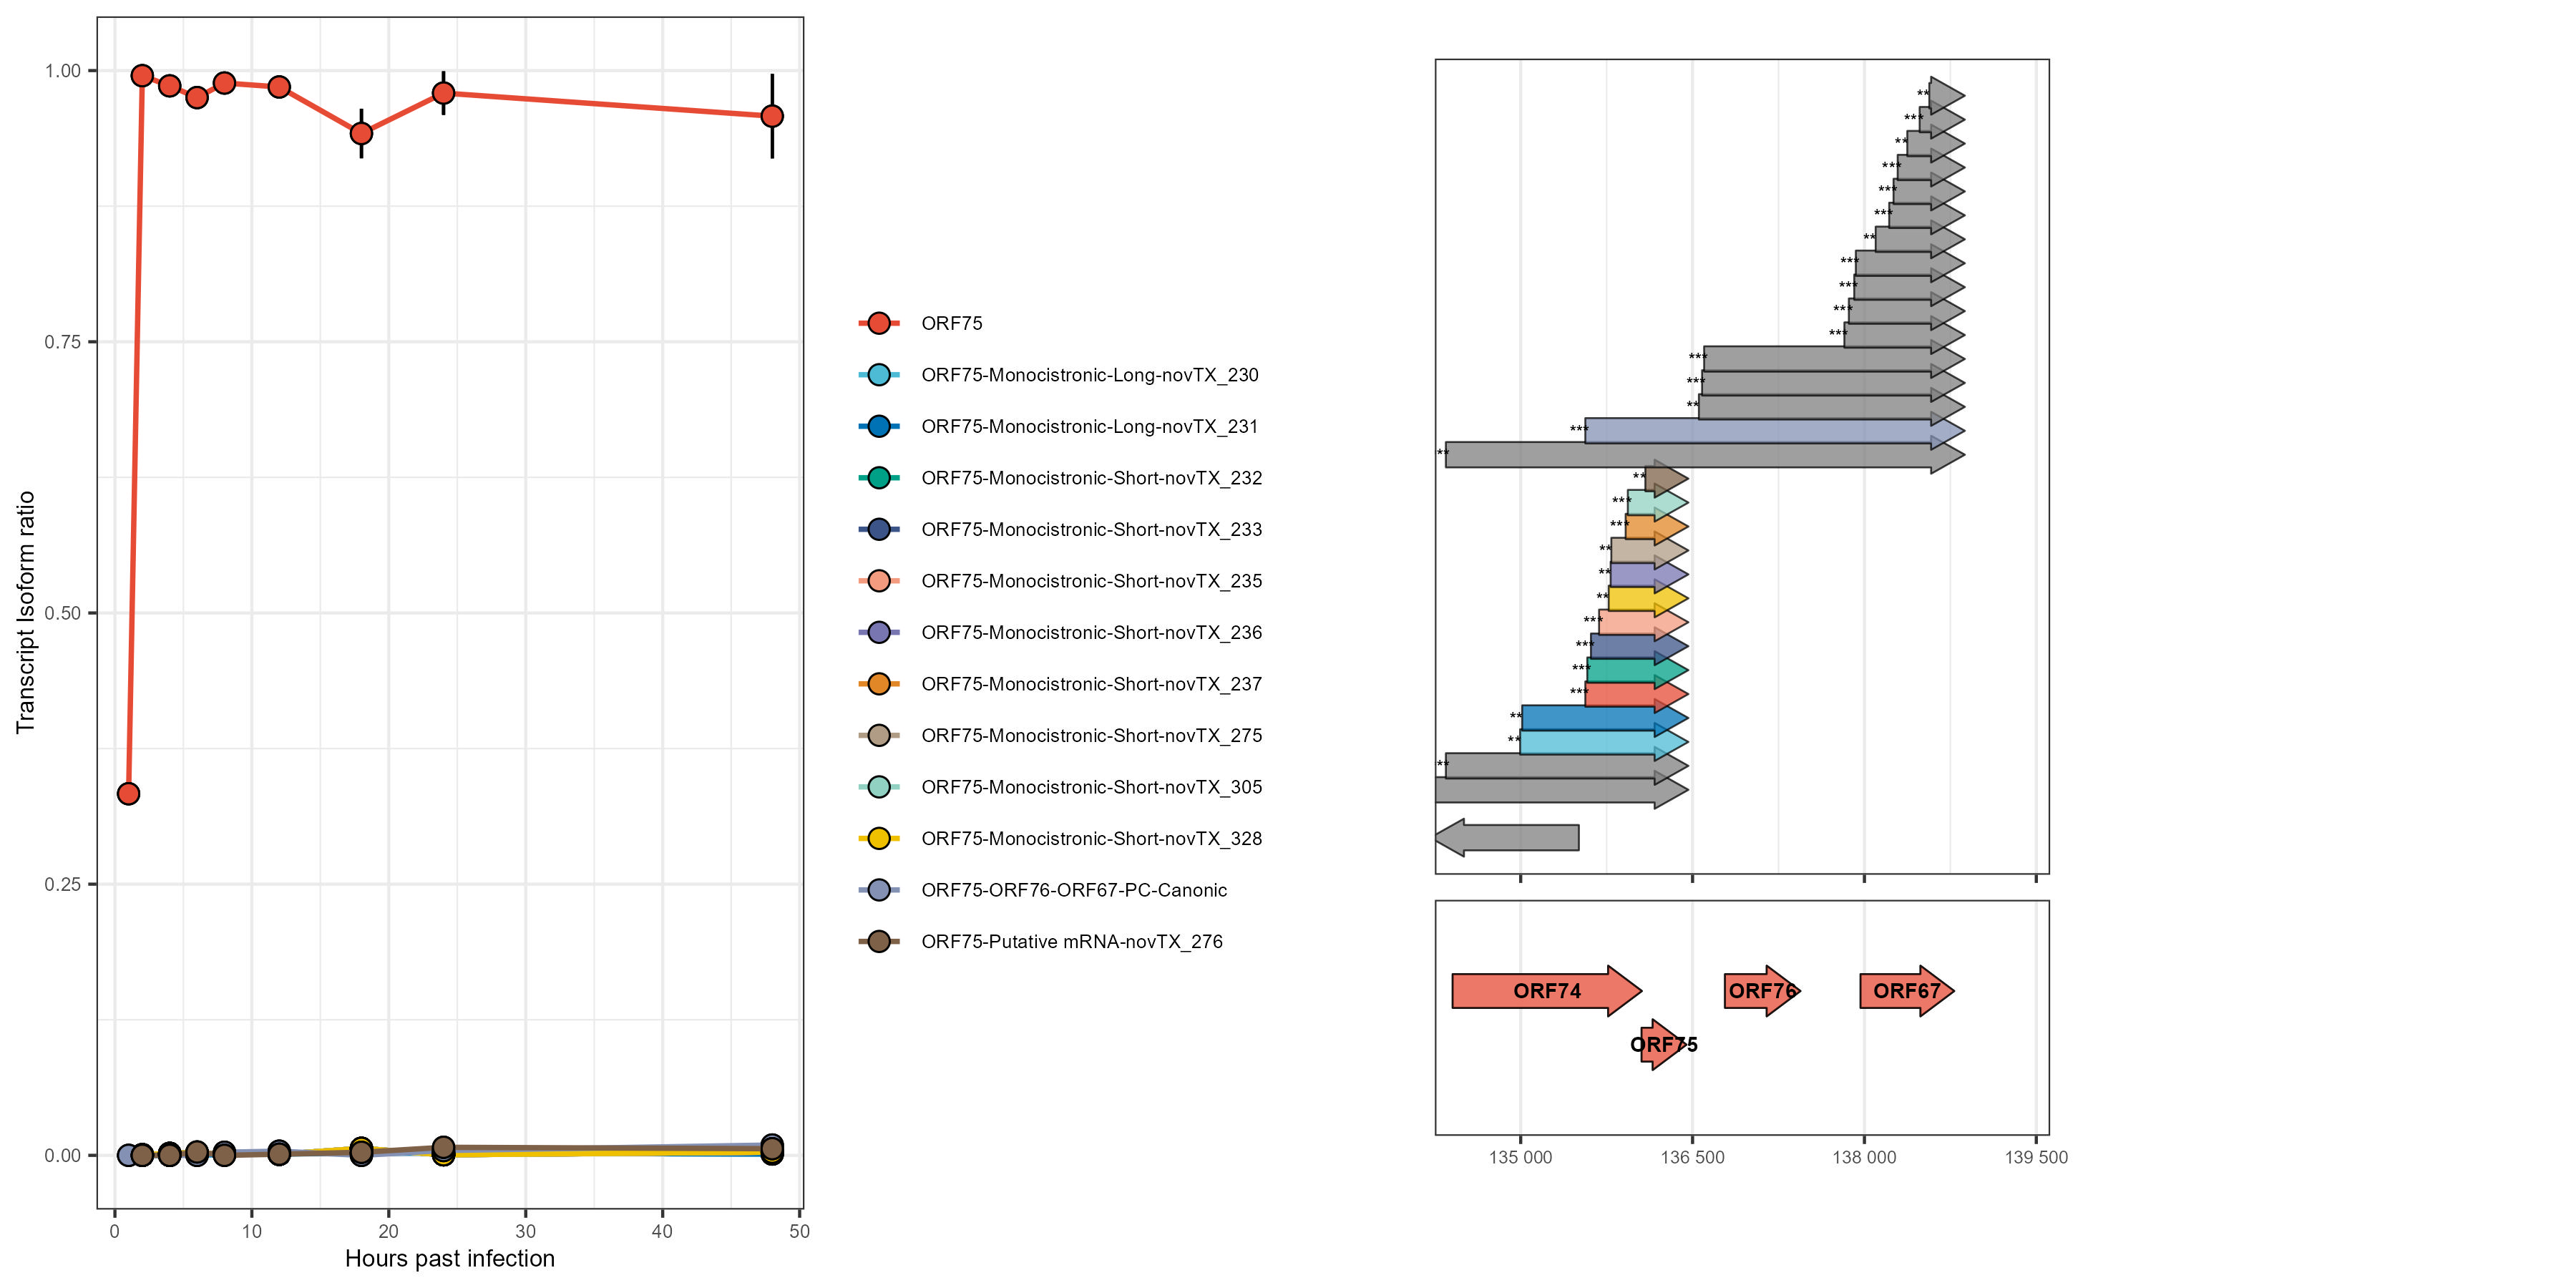 1.00
0.75
0.50
0.25
0.00
Transcript Isoform ratio
0 10 20 30 40 50
Hours past infection
ORF75
ORF75-Monocistronic-Long-novTX_230
ORF75-Monocistronic-Long-novTX_231
ORF75-Monocistronic-Short-novTX_232
ORF75-Monocistronic-Short-novTX_233
ORF75-Monocistronic-Short-novTX_235
ORF75-Monocistronic-Short-novTX_236
ORF75-Monocistronic-Short-novTX_237
ORF75-Monocistronic-Short-novTX_275
ORF75-Monocistronic-Short-novTX_305
ORF75-Monocistronic-Short-novTX_328
ORF75-ORF76-ORF67-PC-Canonic
ORF75-Putative mRNA-novTX_276
**
***
**
***
***
***
**
***
***
***
***
***
***
**
***
**
**
***
***
**
**
**
***
***
***
***
**
**
**
ORF74 ORF76 ORF67
ORF75
135 000 136 500 138 000 139 500